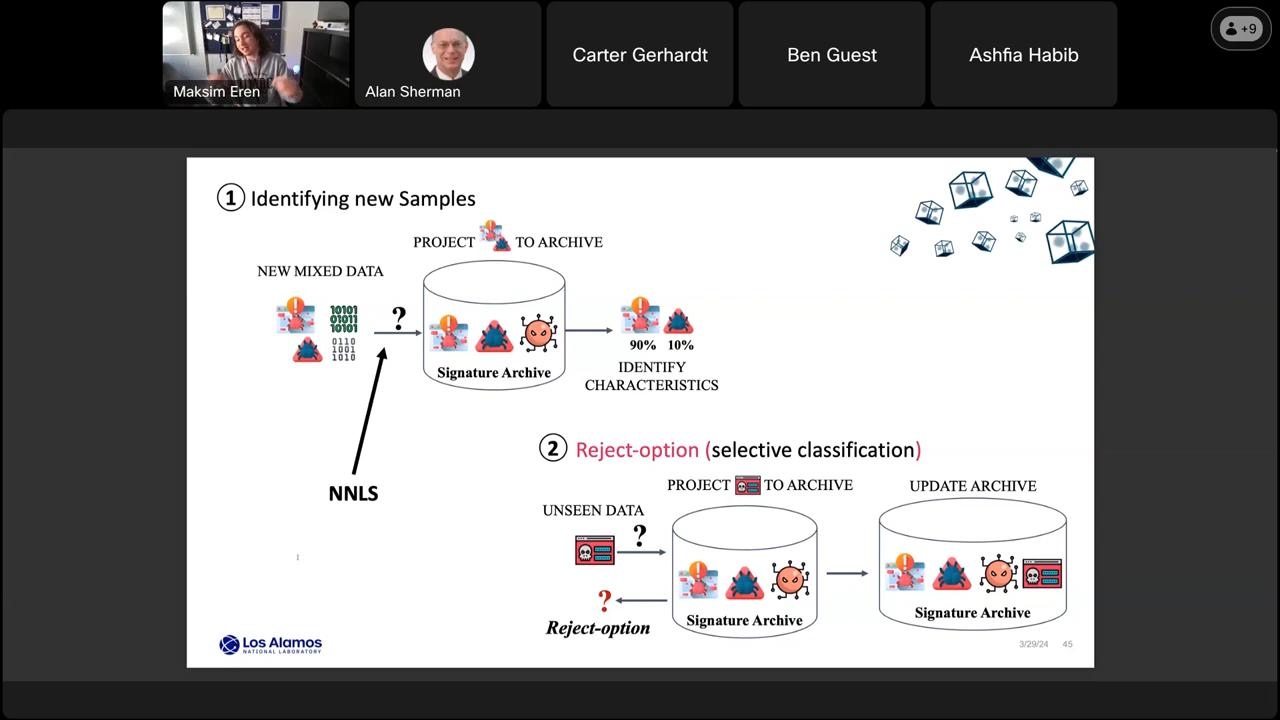 Maksim Eren
Alan Sherman
Carter Gerhardt
Ben Guest
Ashfia Habib
+9
1 Identifying new Samples
PROJECT TO ARCHIVE
NEW MIXED DATA
?
10101
01011
10101
0110
1001
1010
Signature Archive
90% 10%
IDENTIFY
CHARACTERISTICS
NNLS
2 Reject-option (selective classification)
PROJECT TO ARCHIVE
UPDATE ARCHIVE
UNSEEN DATA
?
?
Reject-option
Signature Archive
Signature Archive
1
Los Alamos
NATIONAL LABORATORY
3/29/24 45